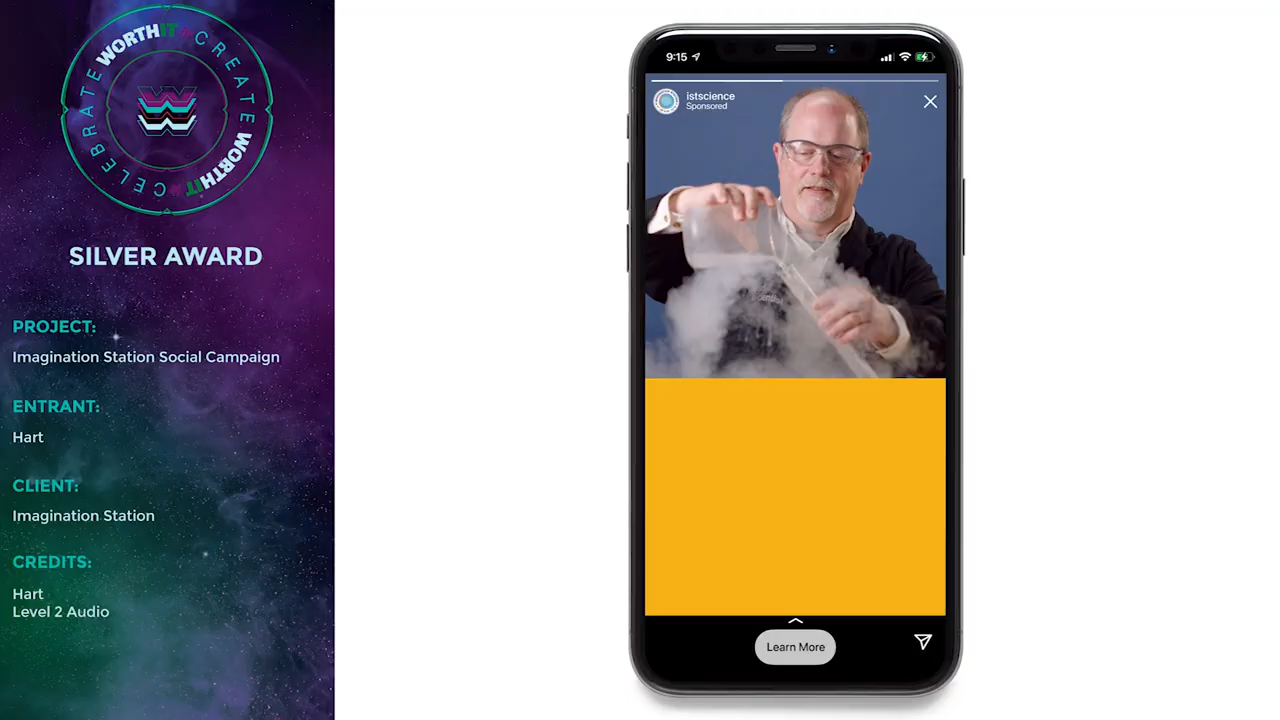 CELEBRATE WORTHIT CREATE WORTHIT
SILVER AWARD
PROJECT:
Imagination Station Social Campaign
ENTRANT:
Hart
CLIENT:
Imagination Station
CREDITS:
Hart
Level 2 Audio
9:15
istscience
Sponsored
Learn More